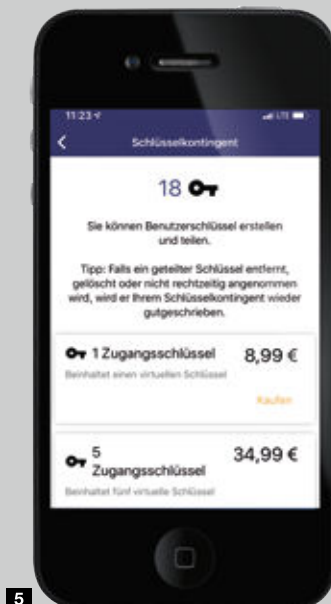 11:23
LTE
Schlüsselkontingent
18
Sie können Benutzerschlüssel erstellen
und teilen.
Tipp: Falls ein geteilter Schlüssel entfernt,
gelöscht oder nicht rechtzeitig angenommen
wird, wird er Ihrem Schlüsselkontingent wieder
gutgeschrieben.
1 Zugangsschlüssel 8,99 €
Beinhaltet einen virtuellen Schlüssel
Kaufen
5 34,99 €
Zugangsschlüssel
Beinhaltet fünf virtuelle Schlüssel
5